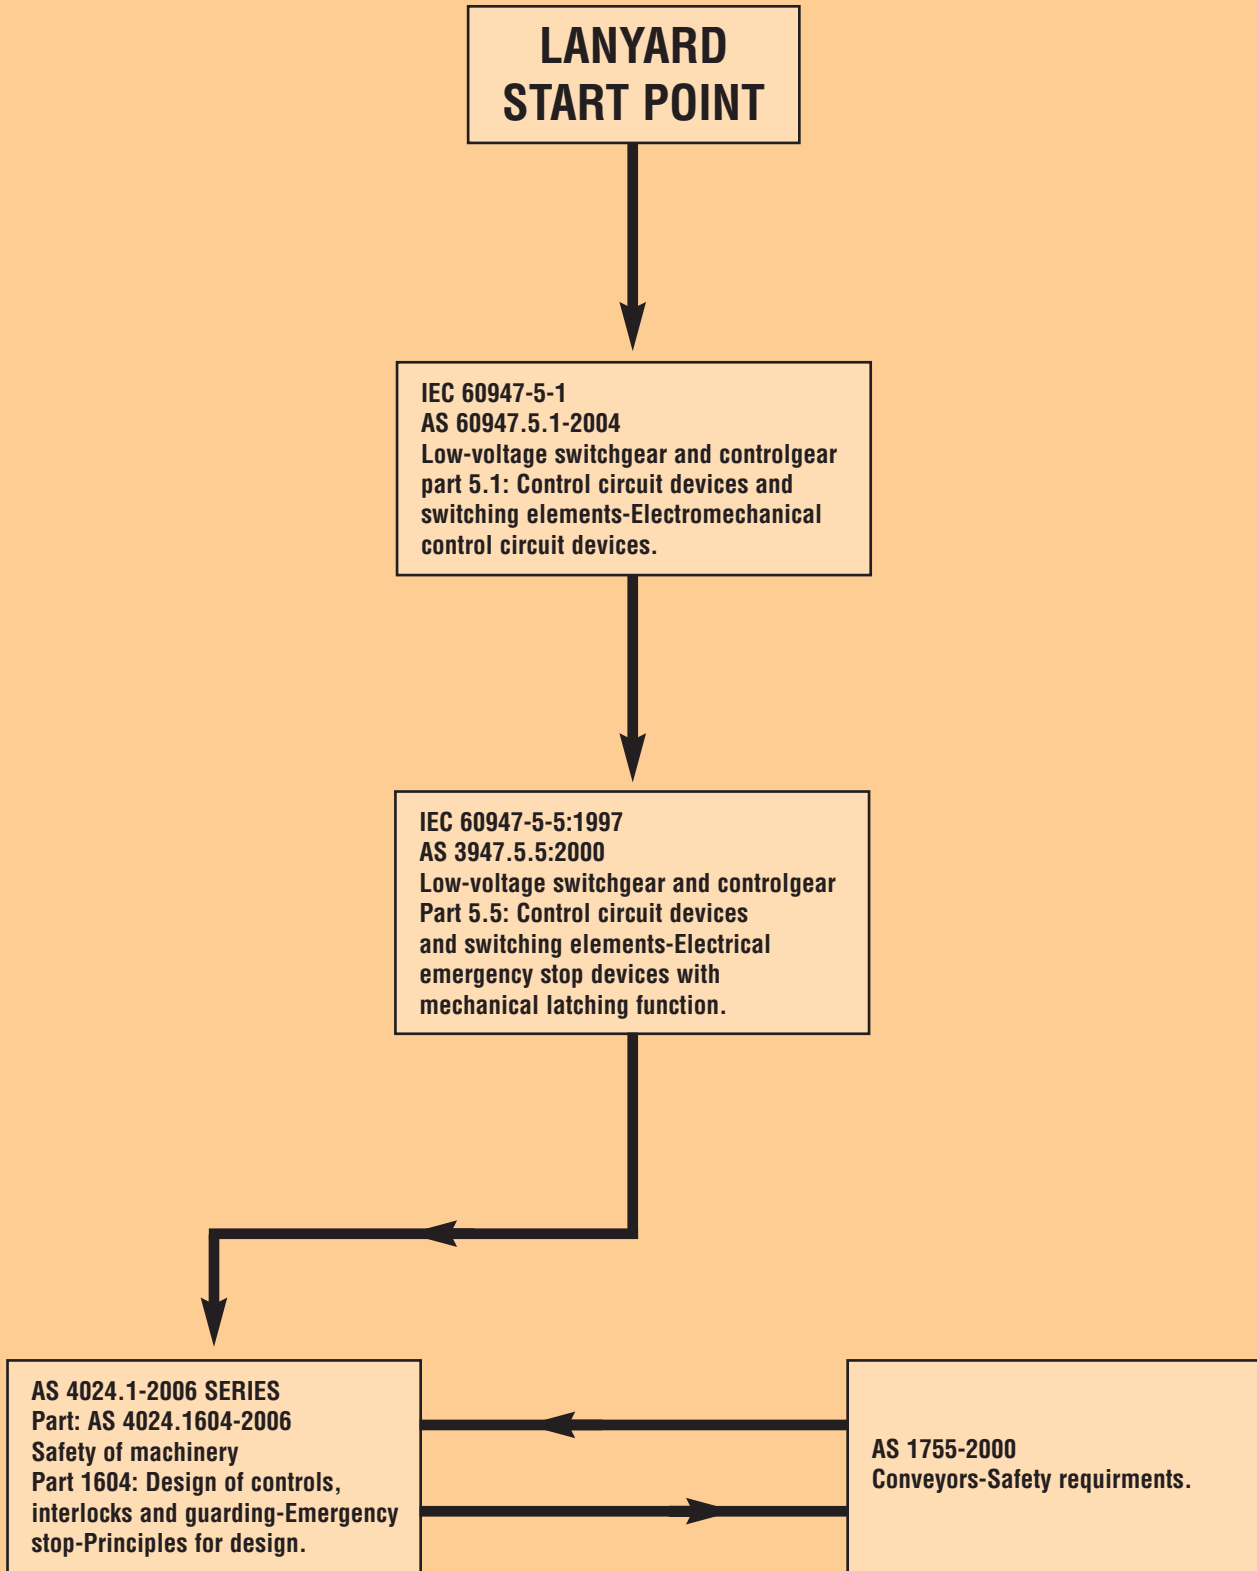 LANYARD
START POINT
IEC 60947-5-1
AS 60947.5.1-2004
Low-voltage switchgear and controlgear
part 5.1: Control circuit devices and
switching elements-Electromechanical
control circuit devices.
IEC 60947-5-5:1997
AS 3947.5.5:2000
Low-voltage switchgear and controlgear
Part 5.5: Control circuit devices
and switching elements-Electrical
emergency stop devices with
mechanical latching function.
AS 4024.1-2006 SERIES
Part: AS 4024.1604-2006
Safety of machinery
Part 1604: Design of controls,
interlocks and guarding-Emergency
stop-Principles for design.
AS 1755-2000
Conveyors-Safety requirments.